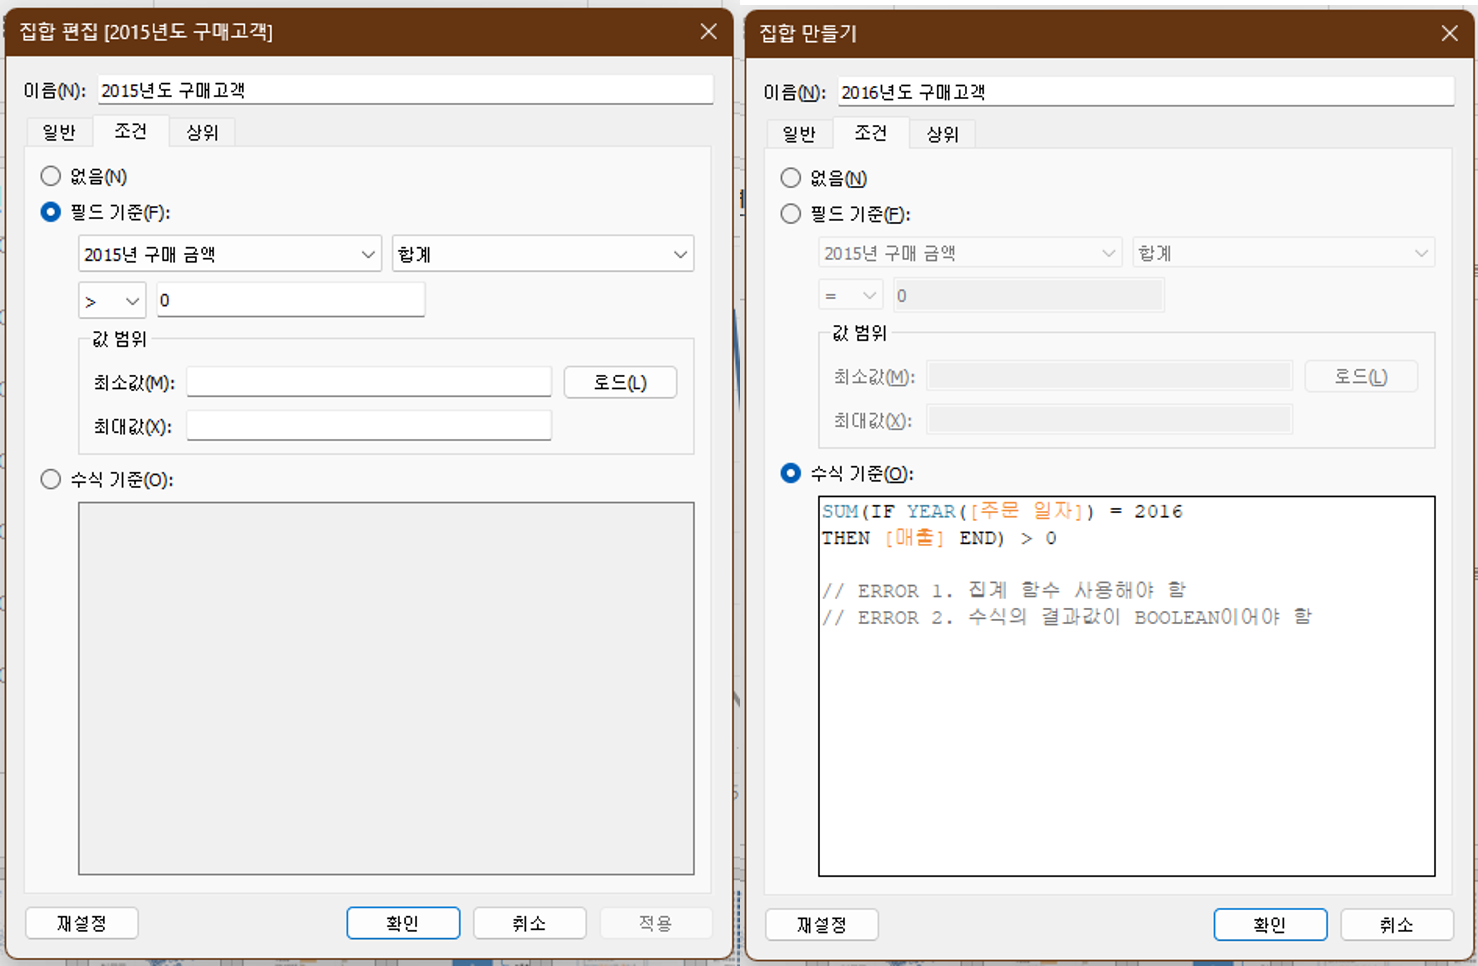 집합 편집 [2015년도 구매고객]
이름(N): 2015년도 구매고객
일반 조건 상위
없음(N)
필드 기준(F):
2015년 구매 금액 합계
> 0
값 범위
최소값(M): 로드(L)
최대값(X):
수식 기준(O):
재설정 확인 취소 적용
집합 만들기
이름(N): 2016년도 구매고객
일반 조건 상위
없음(N)
필드 기준(F):
2015년 구매 금액 합계
= 0
값 범위
최소값(M): 로드(L)
최대값(X):
수식 기준(O):
SUM(IF YEAR([주문 일자]) = 2016
THEN [매출] END) > 0
// ERROR 1. 집계 함수 사용해야 함
// ERROR 2. 수식의 결과값이 BOOLEAN이어야 함
재설정 확인 취소